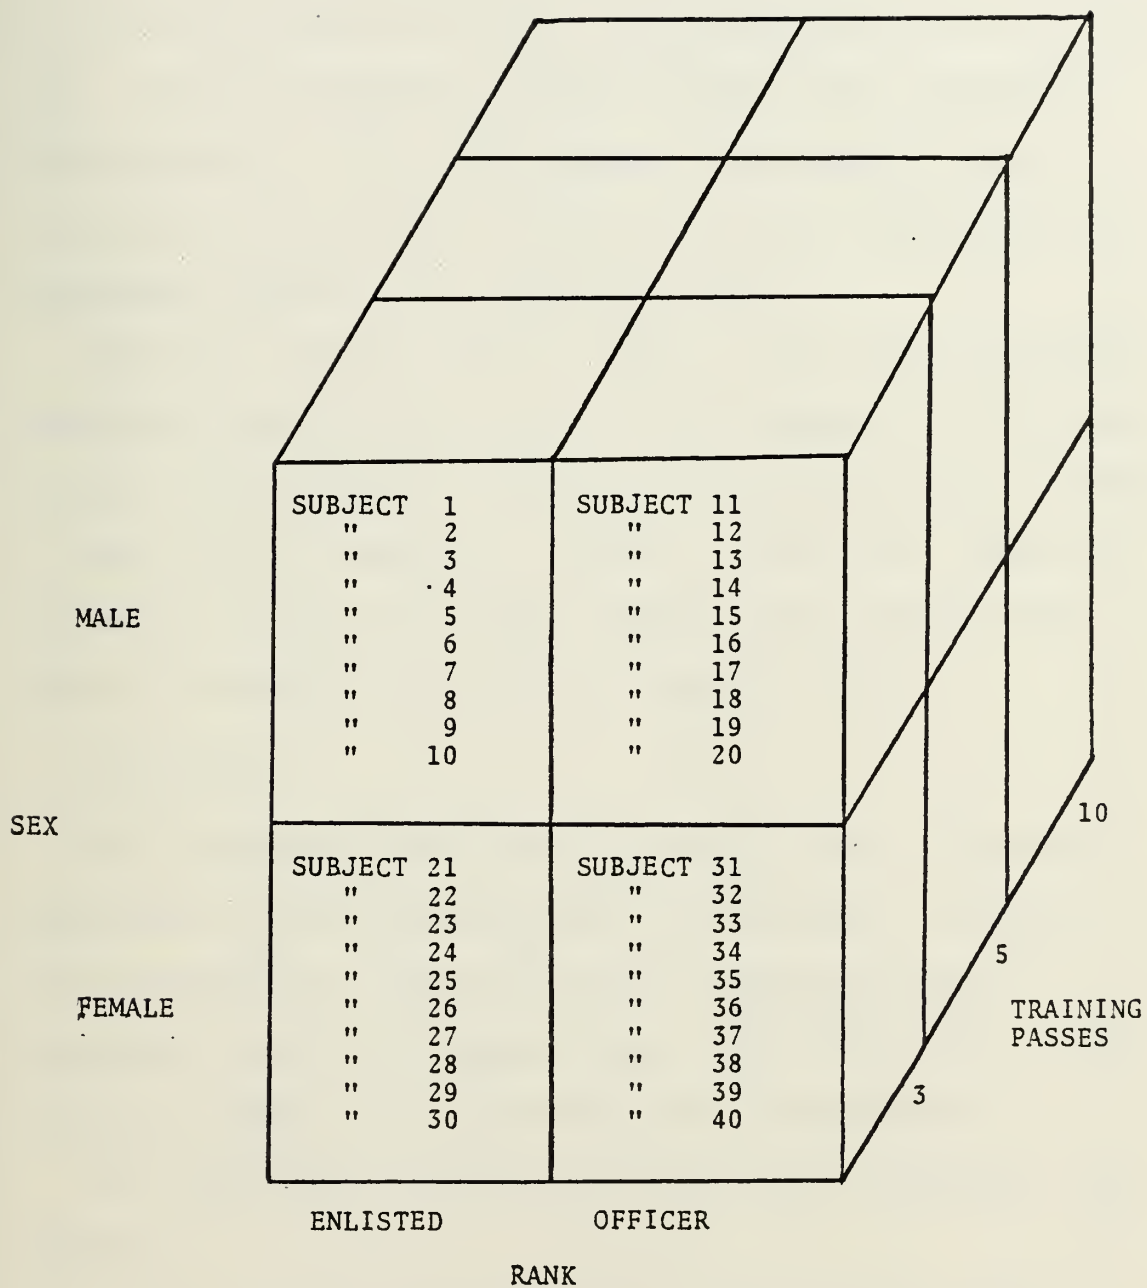 SUBJECT 1 SUBJECT 11
" 2 " 12
" 3 " 13
" 4 " 14
" 5 " 15
MALE
" 6 " 16
" 7 " 17
" 8 " 18
" 9 " 19
" 10 " 20
10
SEX
SUBJECT 21 SUBJECT 31
" 22 " 32
" 23 " 33
" 24 " 34
5
" 25 " 35
FEMALE " 26 " 36 TRAINING
" 27 " 37 PASSES
" 28 " 38
" 29 " 39 3
" 30 " 40
ENLISTED OFFICER
RANK